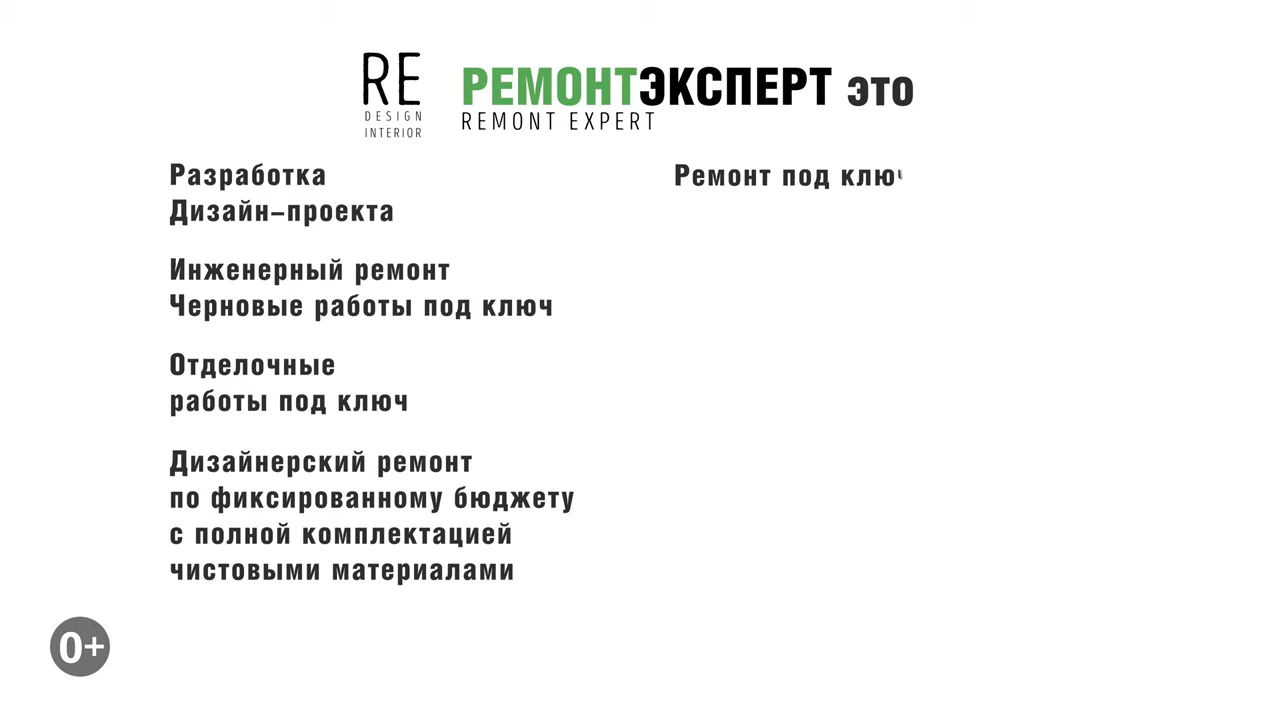 RE
DESIGN
INTERIOR
РЕМОНТЭКСПЕРТ это
REMONT EXPERT
Разработка
Дизайн-проекта
Инженерный ремонт
Черновые работы под ключ
Отделочные
работы под ключ
Дизайнерский ремонт
по фиксированному бюджету
с полной комплектацией
чистовыми материалами
Ремонт под
0+